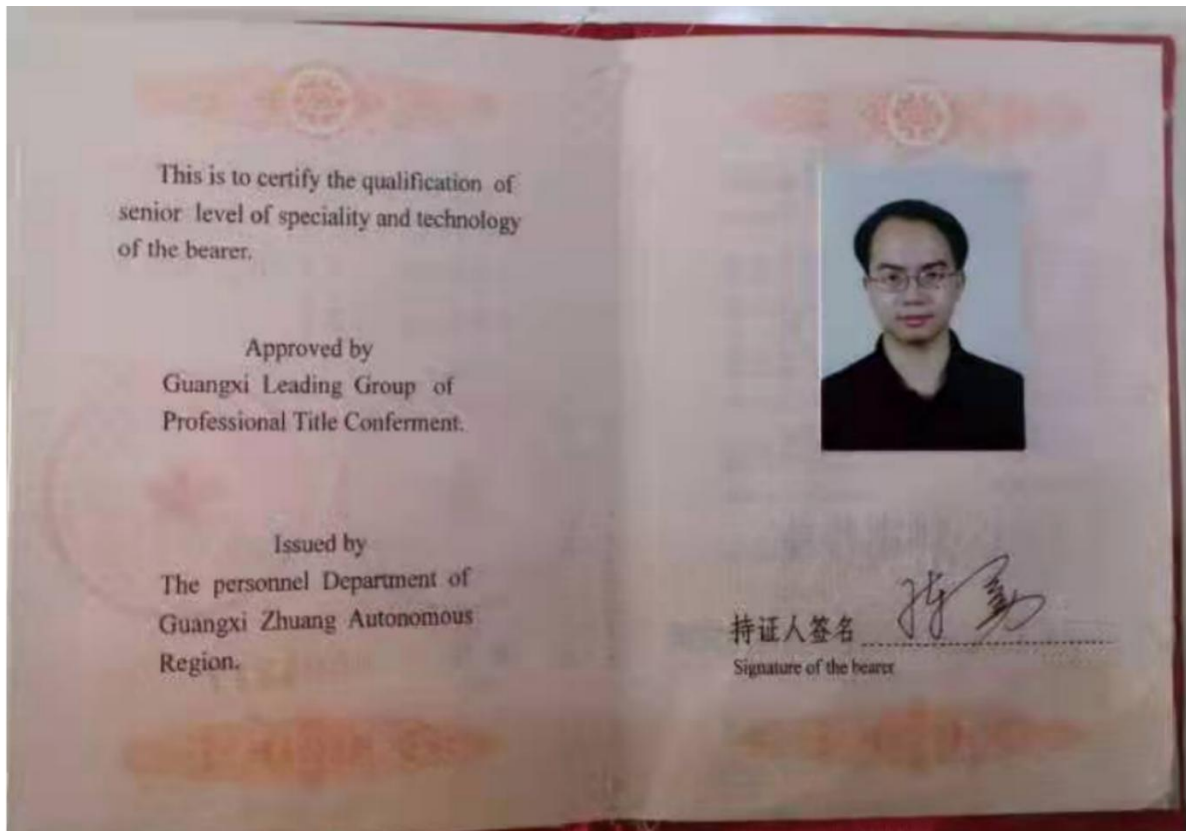 This is to certify the qualification of
senior level of speciality and technology
of the bearer.
Approved by
Guangxi Leading Group of
Professional Title Conferment.
Issued by
The personnel Department of
Guangxi Zhuang Autonomous
Region.
持证人签名
Signature of the bearer